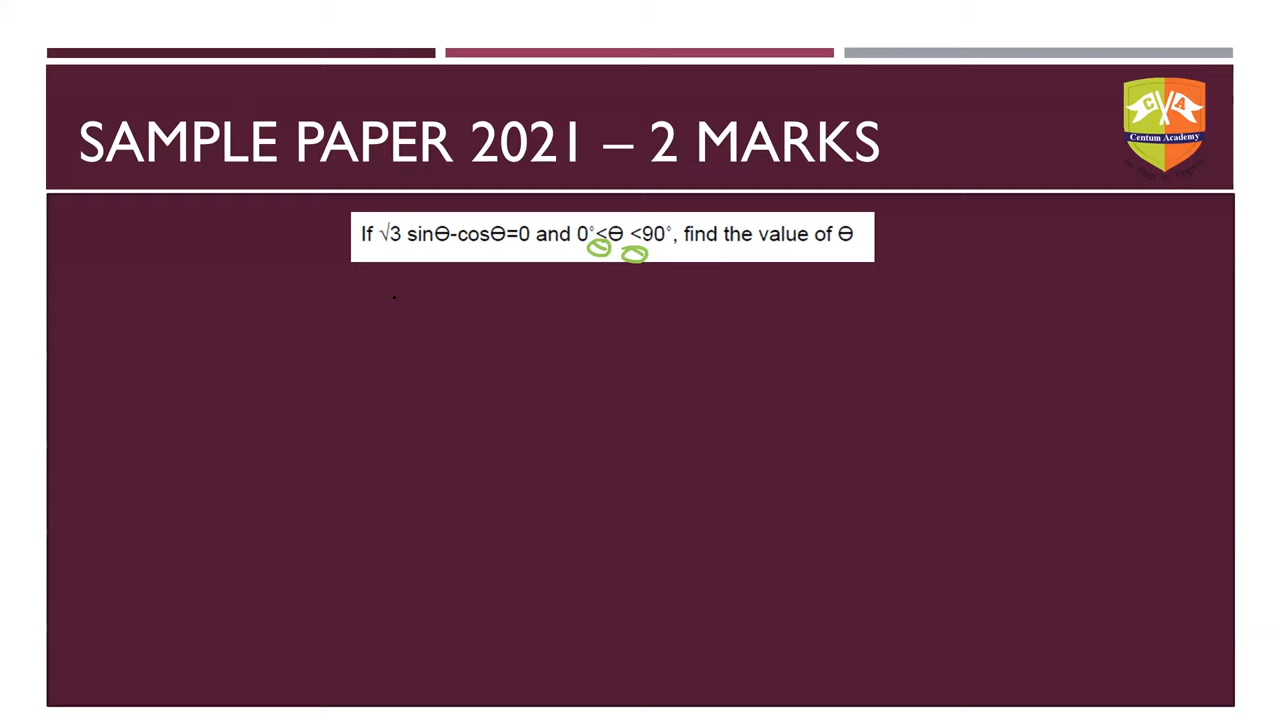 SAMPLE PAPER 2021 – 2 MARKS
C A
Centum Academy
If √3 sinθ-cosθ=0 and 0˚<θ <90˚, find the value of θ